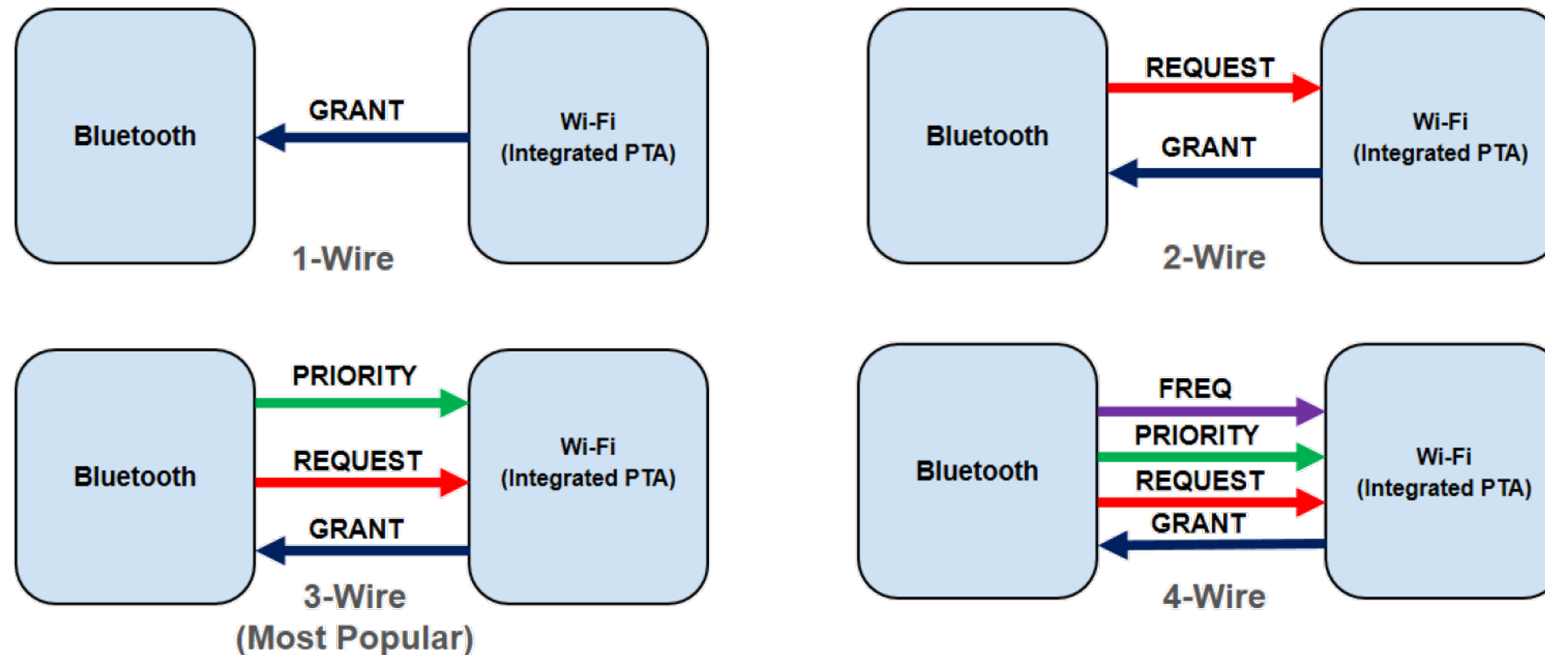 Bluetooth
GRANT
Wi-Fi
(Integrated PTA)
1-Wire
Bluetooth
REQUEST
GRANT
Wi-Fi
(Integrated PTA)
2-Wire
Bluetooth
PRIORITY
REQUEST
GRANT
Wi-Fi
(Integrated PTA)
3-Wire
(Most Popular)
Bluetooth
FREQ
PRIORITY
REQUEST
GRANT
Wi-Fi
(Integrated PTA)
4-Wire